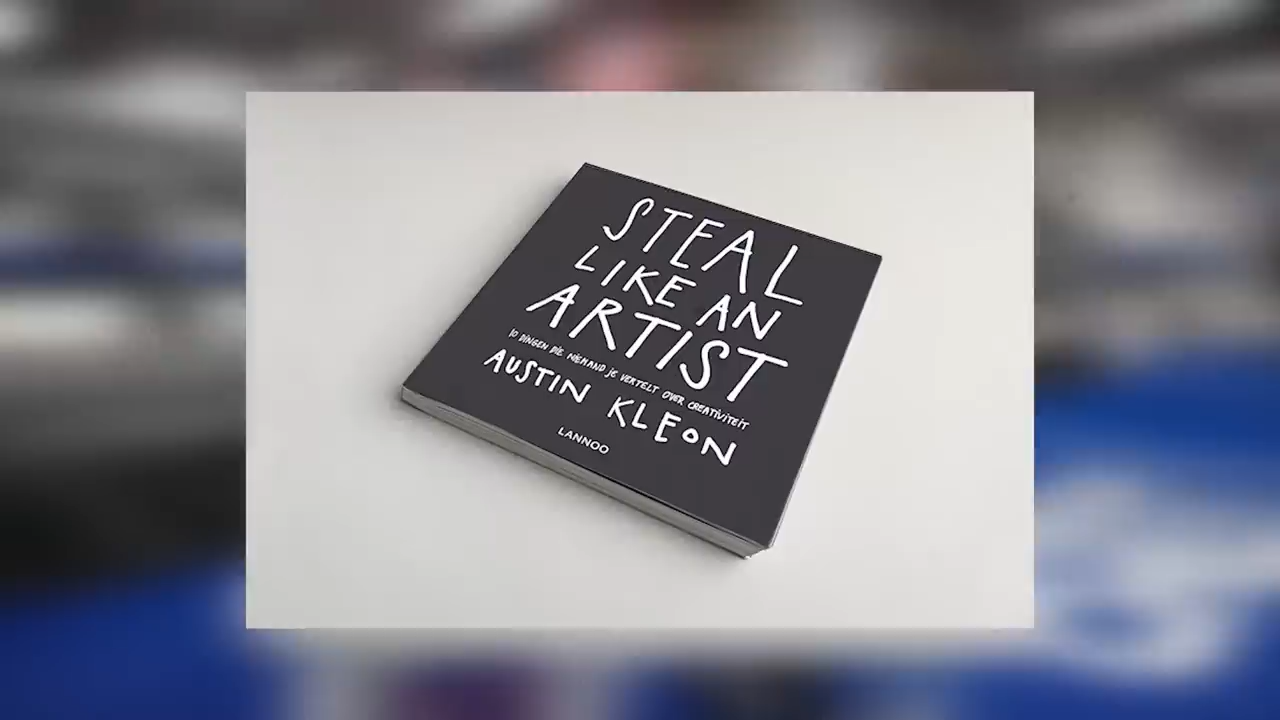 STEAL
LIKE AN
ARTIST
10 DINGEN DIE NIEMAND JE VERTELT OVER CREATIVITEIT
AUSTIN KLEON
LANNOO